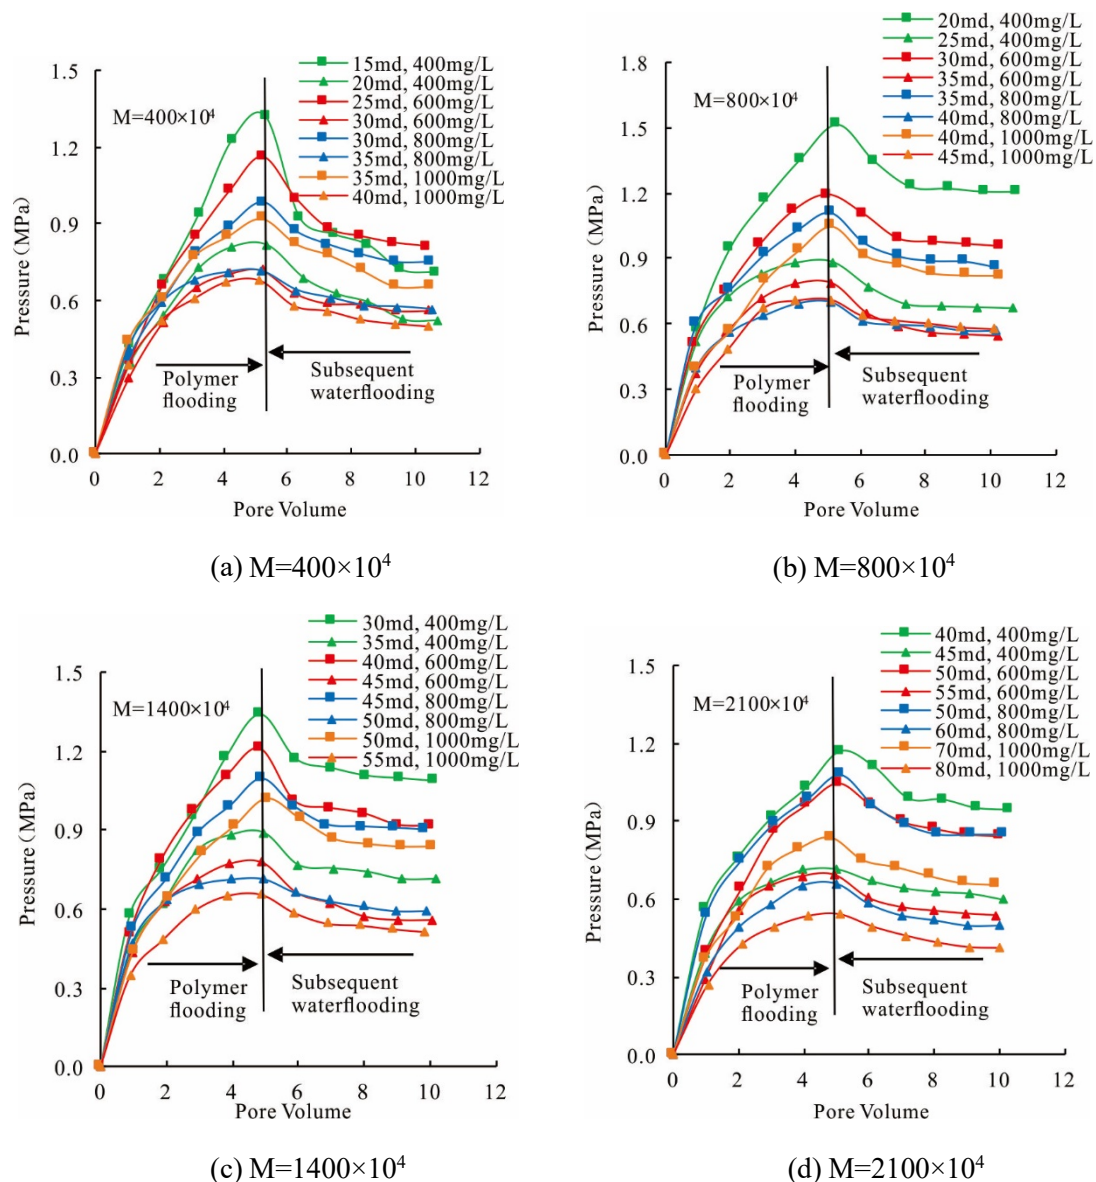 15md, 400mg/L
20md, 400mg/L
25md, 600mg/L
30md, 600mg/L
30md, 800mg/L
35md, 800mg/L
35md, 1000mg/L
40md, 1000mg/L
M=400×10⁴
1.5
1.2
0.9
0.6
0.3
0.0
Pressure (MPa)
Polymer
flooding
Subsequent
waterflooding
0 2 4 6 8 10 12
Pore Volume
(a) M=400×10⁴
20md, 400mg/L
25md, 400mg/L
30md, 600mg/L
35md, 600mg/L
35md, 800mg/L
40md, 800mg/L
40md, 1000mg/L
45md, 1000mg/L
M=800×10⁴
1.8
1.5
1.2
0.9
0.6
0.3
0.0
Pressure (MPa)
Polymer
flooding
Subsequent
waterflooding
0 2 4 6 8 10 12
Pore Volume
(b) M=800×10⁴
30md, 400mg/L
35md, 400mg/L
40md, 600mg/L
45md, 600mg/L
45md, 800mg/L
50md, 800mg/L
50md, 1000mg/L
55md, 1000mg/L
M=1400×10⁴
1.5
1.2
0.9
0.6
0.3
0.0
Pressure (MPa)
Polymer
flooding
Subsequent
waterflooding
0 2 4 6 8 10 12
Pore Volume
(c) M=1400×10⁴
40md, 400mg/L
45md, 400mg/L
50md, 600mg/L
55md, 600mg/L
50md, 800mg/L
60md, 800mg/L
70md, 1000mg/L
80md, 1000mg/L
M=2100×10⁴
1.5
1.2
0.9
0.6
0.3
0.0
Pressure (MPa)
Polymer
flooding
Subsequent
waterflooding
0 2 4 6 8 10 12
Pore Volume
(d) M=2100×10⁴